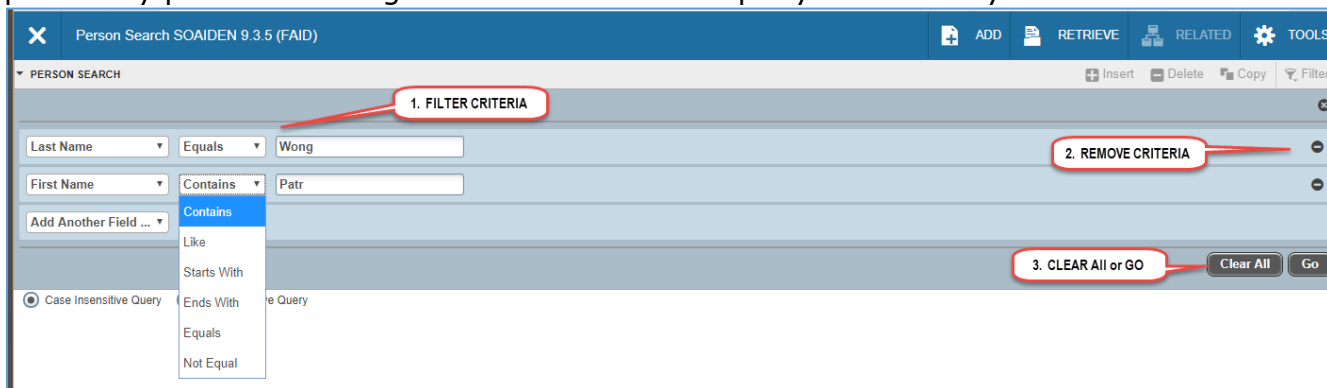 Person Search SOAIDEN 9.3.5 (FAID) ADD RETRIEVE RELATED TOOLS
PERSON SEARCH Insert Delete Copy Filter
1. FILTER CRITERIA
Last Name Equals Wong
2. REMOVE CRITERIA
First Name Contains Patr
Add Another Field ...
Contains
Like
Starts With
Ends With
Equals
Not Equal
3. CLEAR All or GO Clear All Go
Case Insensitive Query e Query